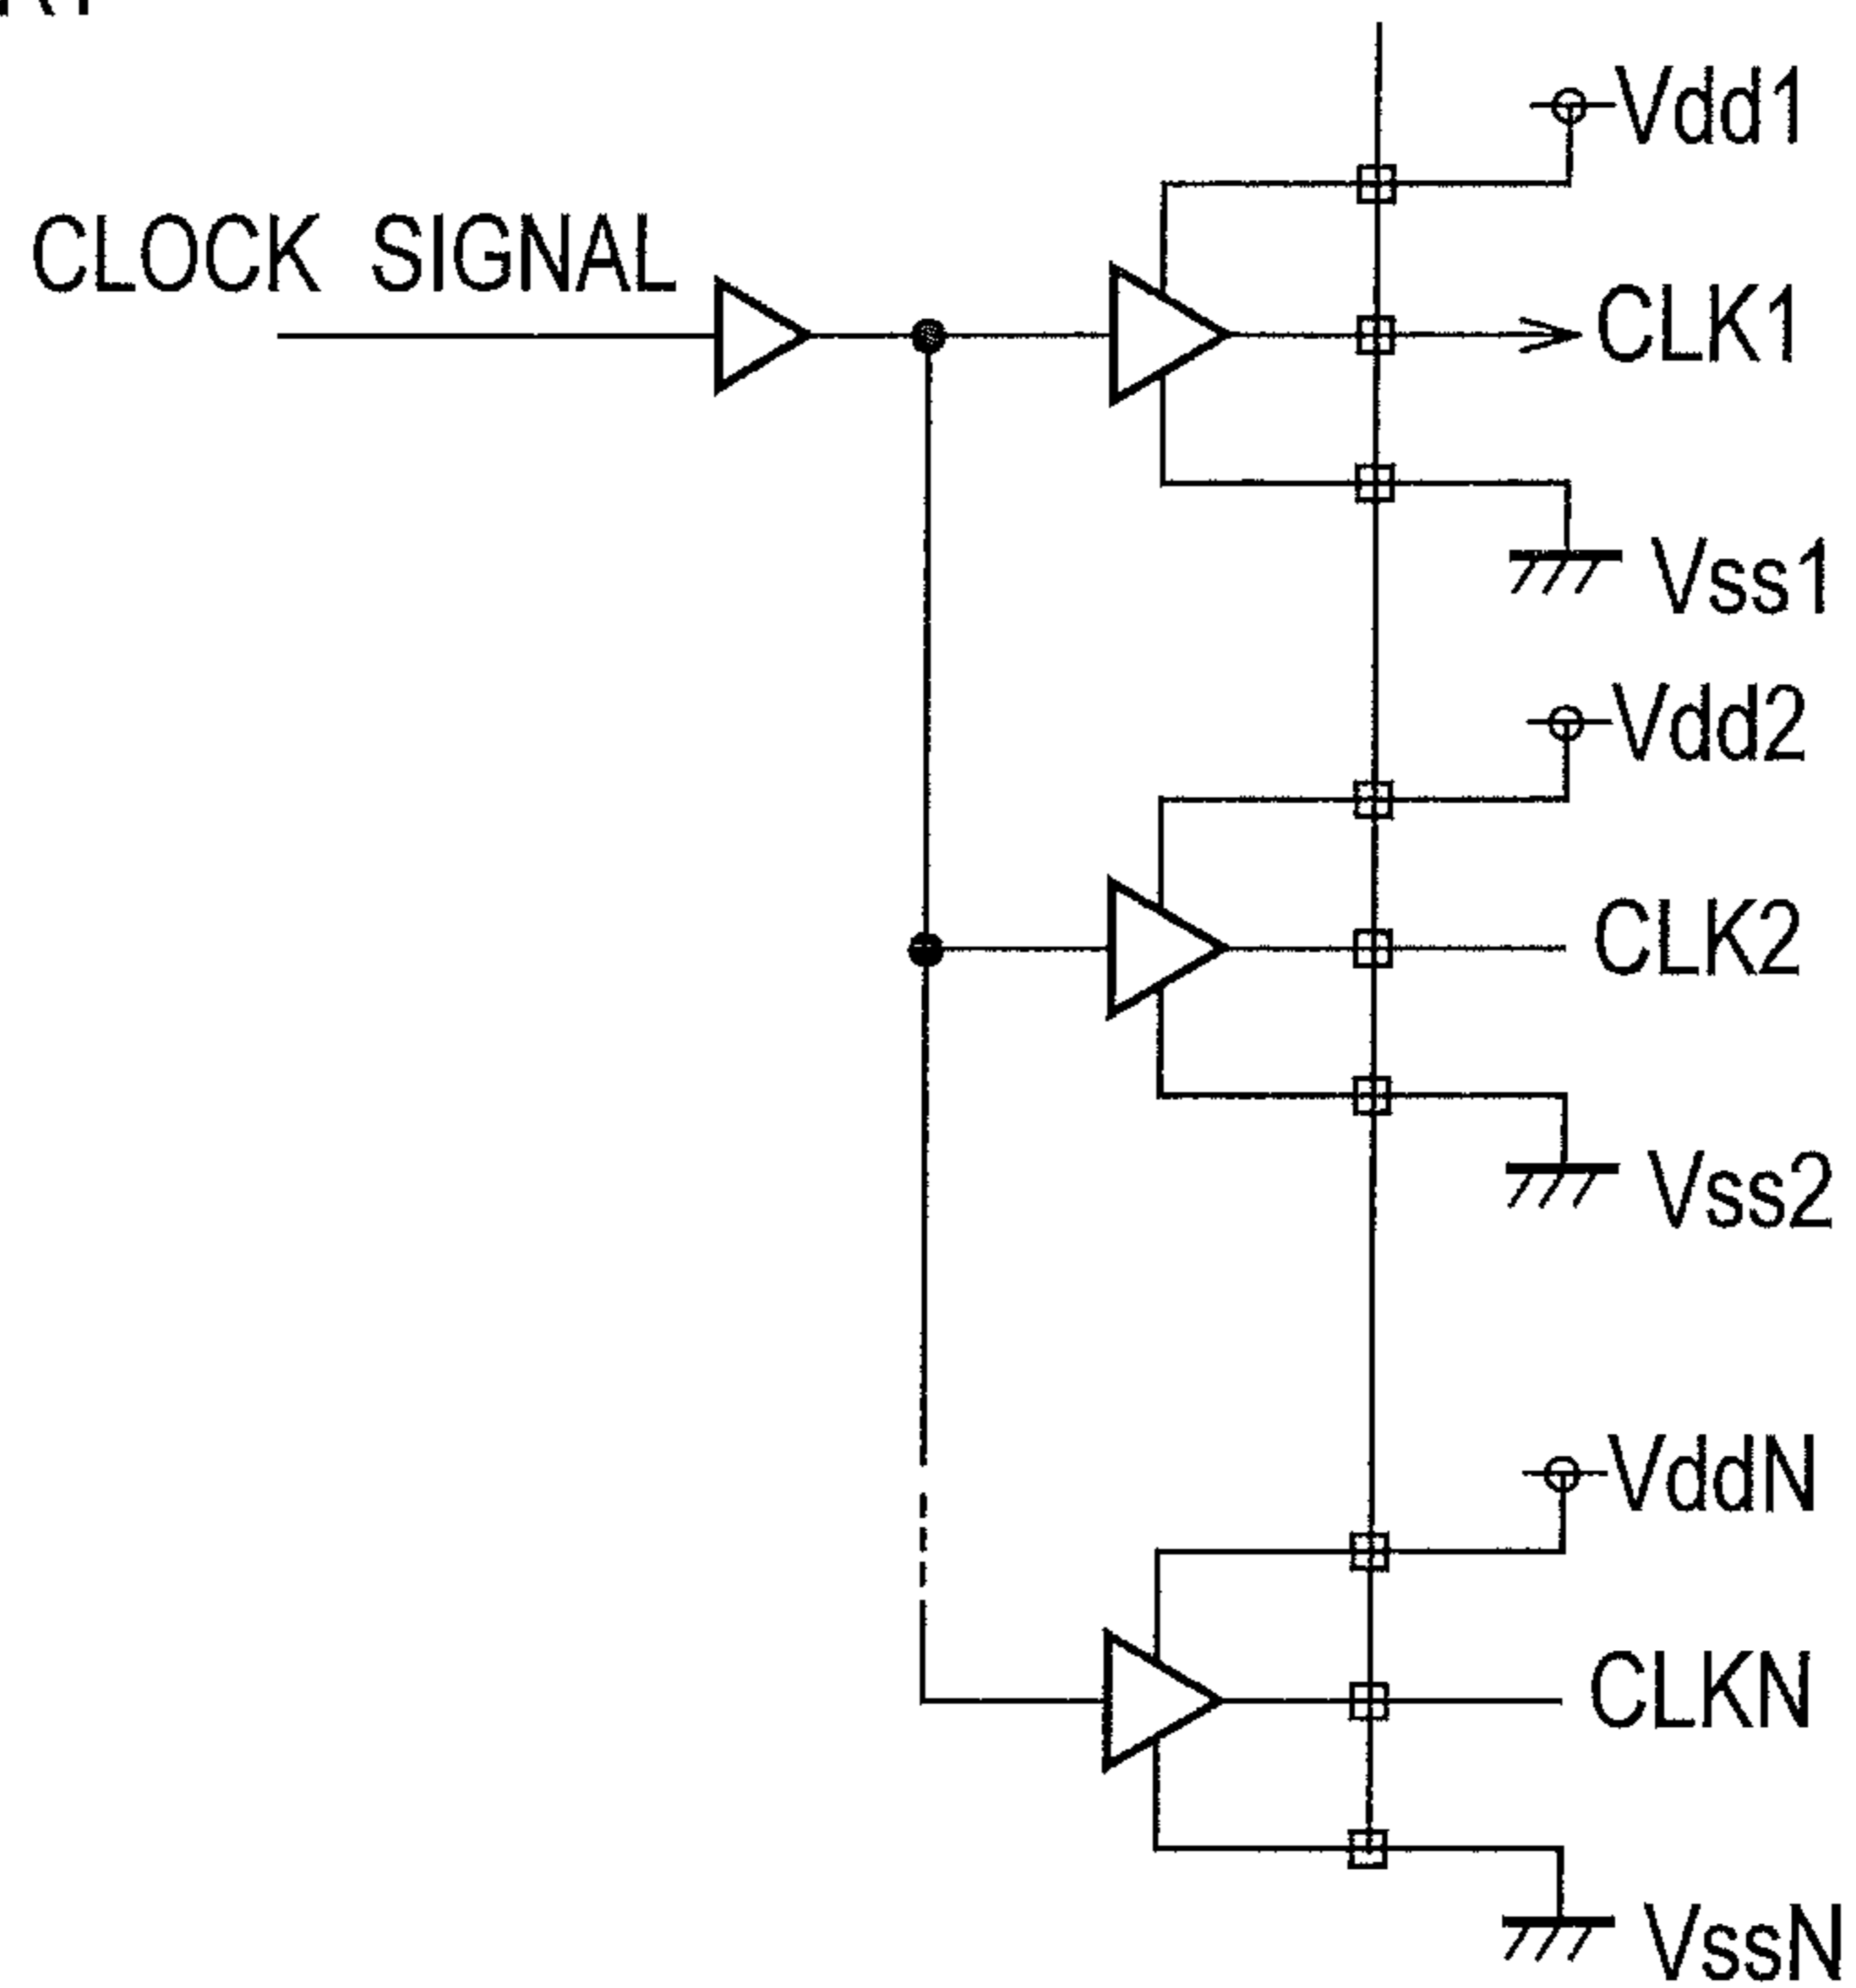 Vdd1
CLOCK SIGNAL
CLK1
Vss1
Vdd2
CLK2
Vss2
VddN
CLKN
VssN